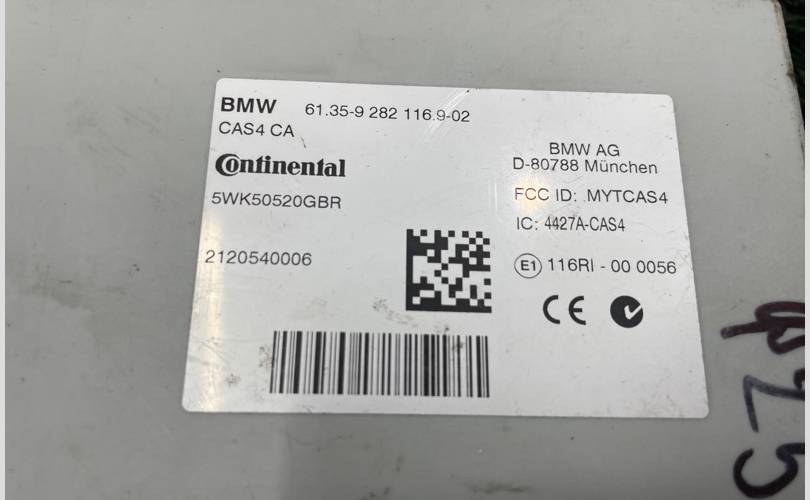 BMW 61.35-9 282 116.9-02
CAS4 CA
Continental
5WK50520GBR
2120540006
BMW AG
D-80788 München
FCC ID: MYTCAS4
IC: 4427A-CAS4
E1 116RI - 00 0056
CE